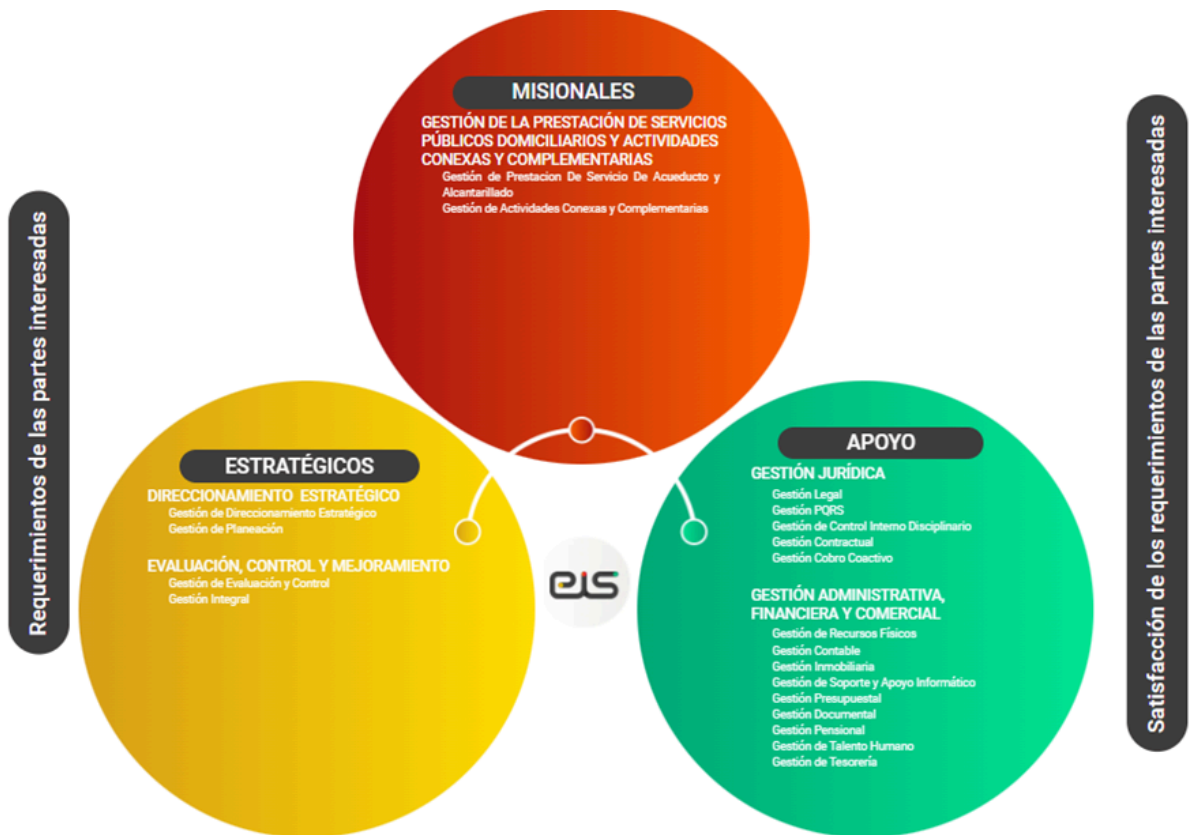 MISIONALES
GESTIÓN DE LA PRESTACIÓN DE SERVICIOS
PÚBLICOS DOMICILIARIOS Y ACTIVIDADES
CONEXAS Y COMPLEMENTARIAS
Gestión de Prestacion De Servicio De Acueducto y
Alcantarillado
Gestión de Actividades Conexas y Complementarias
Requerimientos de las partes interesadas
ESTRATÉGICOS
DIRECCIONAMIENTO ESTRATÉGICO
Gestión de Direccionamiento Estratégico
Gestión de Planeación
EVALUACIÓN, CONTROL Y MEJORAMIENTO
Gestión de Evaluación y Control
Gestión Integral
eis
APOYO
GESTIÓN JURÍDICA
Gestión Legal
Gestión PQRS
Gestión de Control Interno Disciplinario
Gestión Contractual
Gestión Cobro Coactivo
GESTIÓN ADMINISTRATIVA,
FINANCIERA Y COMERCIAL
Gestión de Recursos Físicos
Gestión Contable
Gestión Inmobiliaria
Gestión de Soporte y Apoyo Informático
Gestión Presupuestal
Gestión Documental
Gestión Pensional
Gestión de Talento Humano
Gestión de Tesorería
Satisfacción de los requerimientos de las partes interesadas